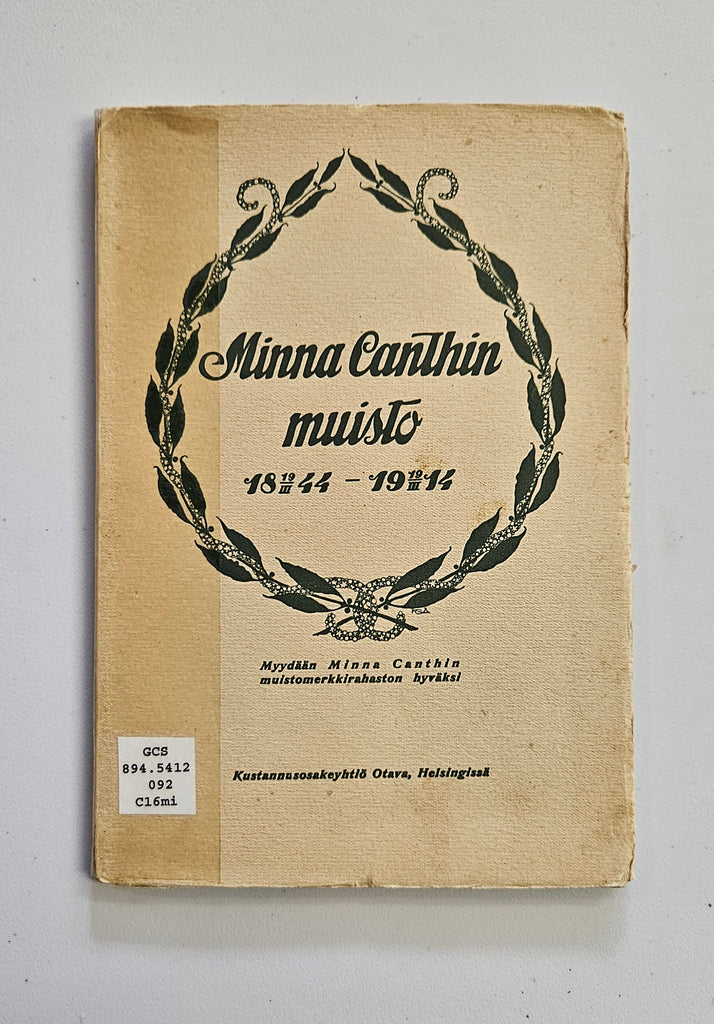 Minna Canthin
muisto
18 19/III 44 – 19 19/III 14
Myydään Minna Canthin
muistomerkkirahaston hyväksi
Kustannusosakeyhtiö Otava, Helsingissä
GCS
894.5412
092
C16mi